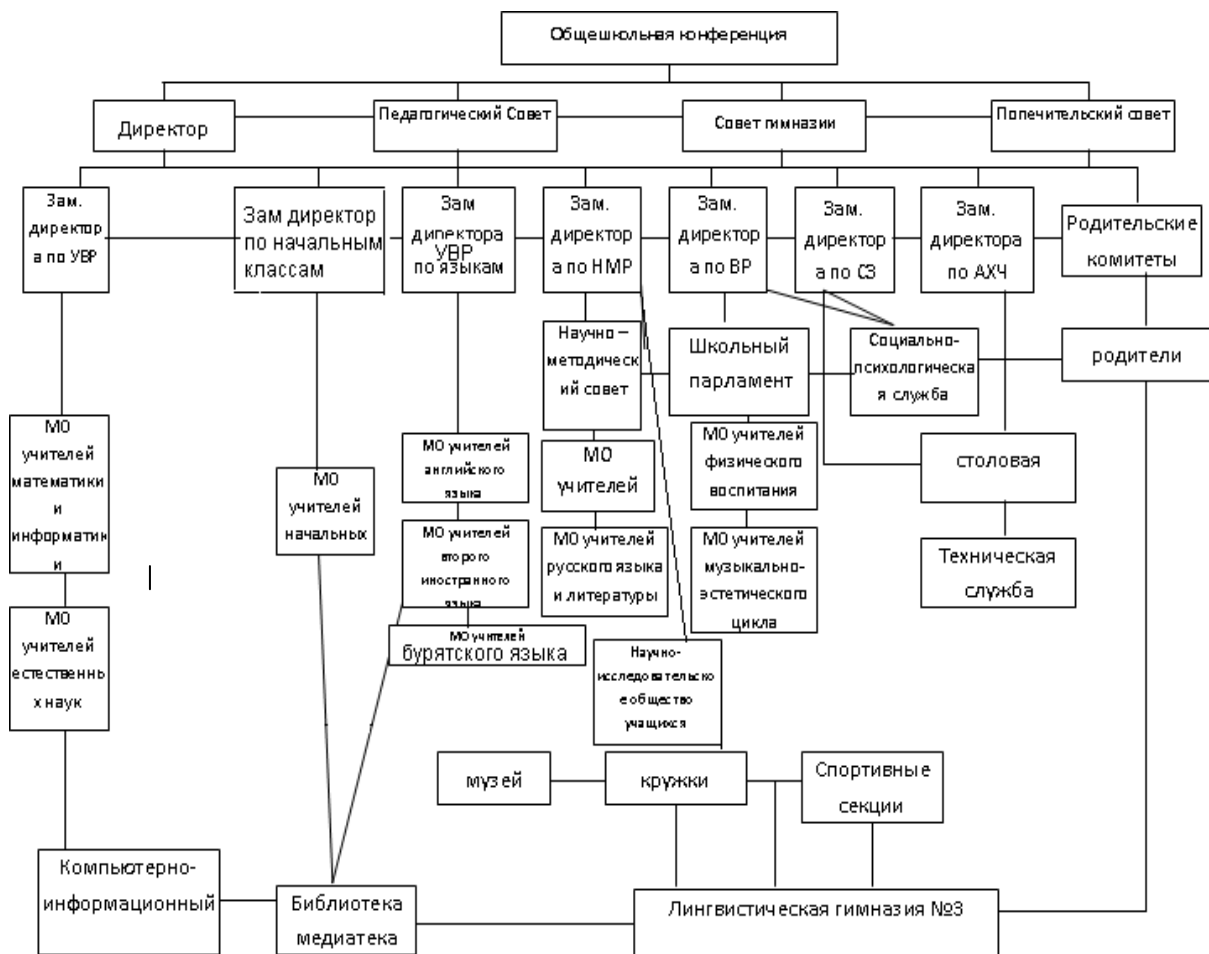 Общешкольная конференция
Директор
Педагогический Совет
Совет гимназии
Попечительский совет
Зам.
директор
а по УВР
Зам директор
по начальным
классам
Зам
директора
УВР
по языкам
Зам.
директор
а по НМР
Зам.
директор
а по ВР
Зам.
директор
а по СЗ
Зам.
директора
по АХЧ
Родительские
комитеты
Научно –
методическ
ий совет
Школьный
парламент
Социально-
психологическа
я служба
родители
МО
учителей
математики
и
информатик
и
МО
учителей
начальных
МО учителей
английского
языка
МО
учителей
МО учителей
физического
воспитания
столовая
МО учителей
второго
иностранного
языка
МО учителей
русского языка
и литературы
МО учителей
музыкально-
эстетического
цикла
Техническая
служба
МО
учителей
естественны
х наук
МО учителей
бурятского языка
Научно-
исследовательско
е общество
учащихся
музей
кружки
Спортивные
секции
Компьютерно-
информационный
Библиотека
медиатека
Лингвистическая гимназия №3